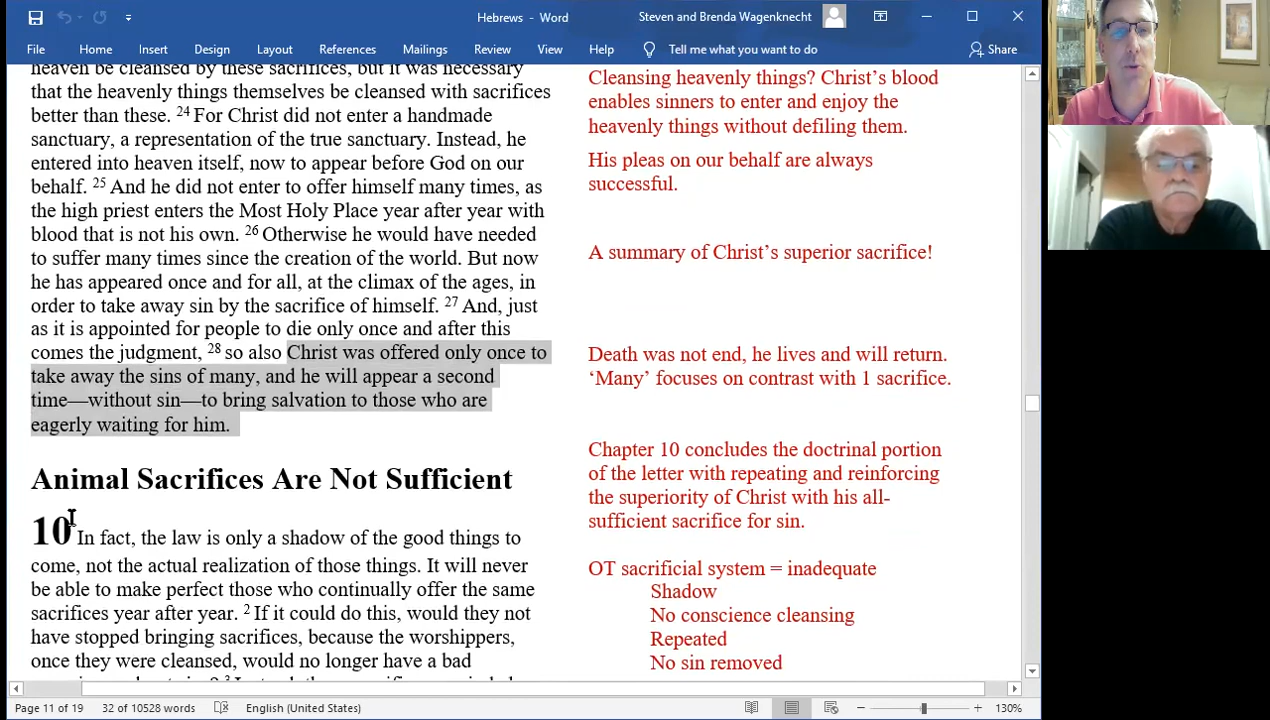 Hebrews - Word
Steven and Brenda Wagenknecht
File Home Insert Design Layout References Mailings Review View Help Tell me what you want to do Share
heaven be cleansed by these sacrifices, but it was necessary
that the heavenly things themselves be cleansed with sacrifices
better than these. 24 For Christ did not enter a handmade
sanctuary, a representation of the true sanctuary. Instead, he
entered into heaven itself, now to appear before God on our
behalf. 25 And he did not enter to offer himself many times, as
the high priest enters the Most Holy Place year after year with
blood that is not his own. 26 Otherwise he would have needed
to suffer many times since the creation of the world. But now
he has appeared once and for all, at the climax of the ages, in
order to take away sin by the sacrifice of himself. 27 And, just
as it is appointed for people to die only once and after this
comes the judgment, 28 so also Christ was offered only once to
take away the sins of many, and he will appear a second
time—without sin—to bring salvation to those who are
eagerly waiting for him.
Animal Sacrifices Are Not Sufficient
10 In fact, the law is only a shadow of the good things to
come, not the actual realization of those things. It will never
be able to make perfect those who continually offer the same
sacrifices year after year. 2 If it could do this, would they not
have stopped bringing sacrifices, because the worshippers,
once they were cleansed, would no longer have a bad
Cleansing heavenly things? Christ's blood
enables sinners to enter and enjoy the
heavenly things without defiling them.
His pleas on our behalf are always
successful.
A summary of Christ's superior sacrifice!
Death was not end, he lives and will return.
'Many' focuses on contrast with 1 sacrifice.
Chapter 10 concludes the doctrinal portion
of the letter with repeating and reinforcing
the superiority of Christ with his all-
sufficient sacrifice for sin.
OT sacrificial system = inadequate
Shadow
No conscience cleansing
Repeated
No sin removed
Page 11 of 19 32 of 10528 words English (United States) 130%